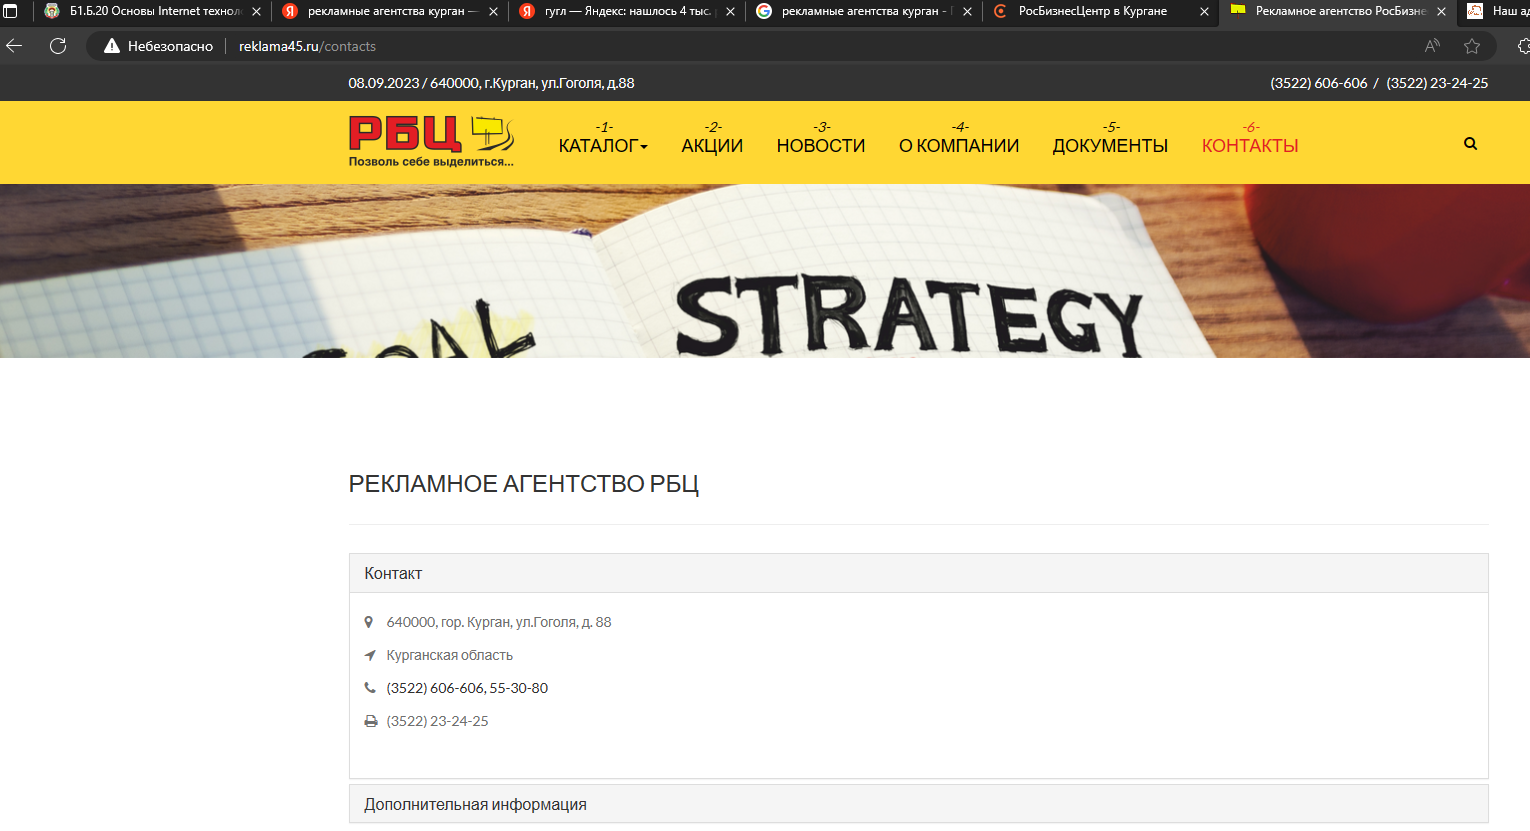 Б1.Б.20 Основы Internet техноло
рекламные агентства курган —
гугл — Яндекс: нашлось 4 тыс.
рекламные агентства курган -
РосБизнесЦентр в Кургане
Рекламное агентство РосБизне
Наш ад
Небезопасно
reklama45.ru/contacts
08.09.2023 / 640000, г.Курган, ул.Гоголя, д.88
(3522) 606-606 / (3522) 23-24-25
РБЦ
Позволь себе выделиться...
-1-
КАТАЛОГ
-2-
АКЦИИ
-3-
НОВОСТИ
-4-
О КОМПАНИИ
-5-
ДОКУМЕНТЫ
-6-
КОНТАКТЫ
GOAL
STRATEGY
РЕКЛАМНОЕ АГЕНТСТВО РБЦ
Контакт
640000, гор. Курган, ул.Гоголя, д. 88
Курганская область
(3522) 606-606, 55-30-80
(3522) 23-24-25
Дополнительная информация